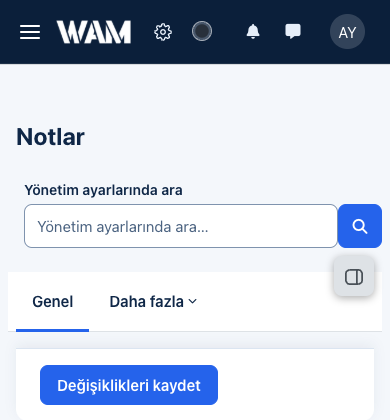 WAM
AY
Notlar
Yönetim ayarlarında ara
Yönetim ayarlarında ara...
Genel
Daha fazla
Değişiklikleri kaydet